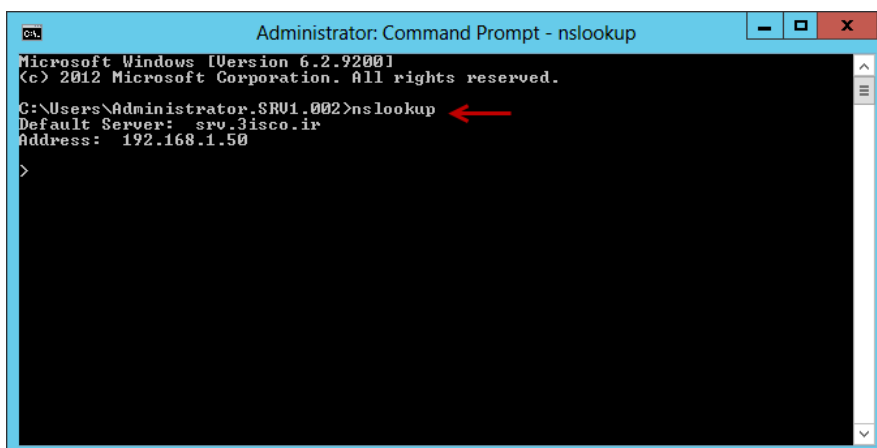 Administrator: Command Prompt - nslookup
Microsoft Windows [Version 6.2.9200]
(c) 2012 Microsoft Corporation. All rights reserved.
C:\Users\Administrator.SRV1.002>nslookup
Default Server:  srv.3isco.ir
Address:  192.168.1.50
>